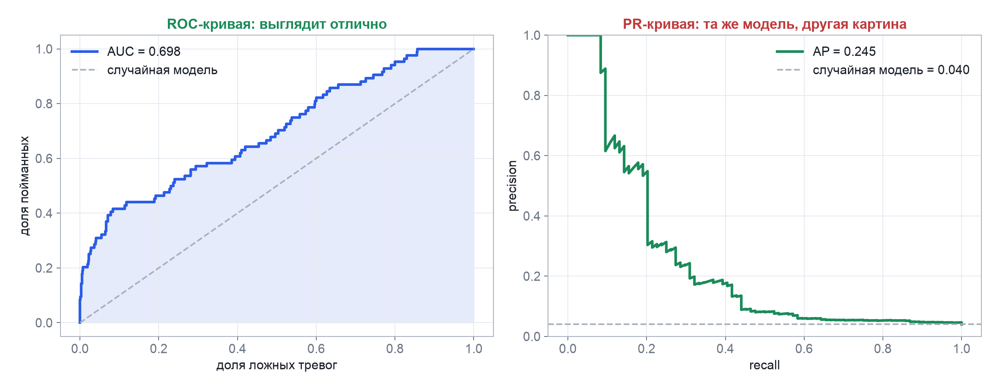 ROC-кривая: выглядит отлично
AUC = 0.698
случайная модель
доля пойманных
1.0
0.8
0.6
0.4
0.2
0.0
0.0 0.2 0.4 0.6 0.8 1.0
доля ложных тревог
PR-кривая: та же модель, другая картина
AP = 0.245
случайная модель = 0.040
precision
1.0
0.8
0.6
0.4
0.2
0.0
0.0 0.2 0.4 0.6 0.8 1.0
recall